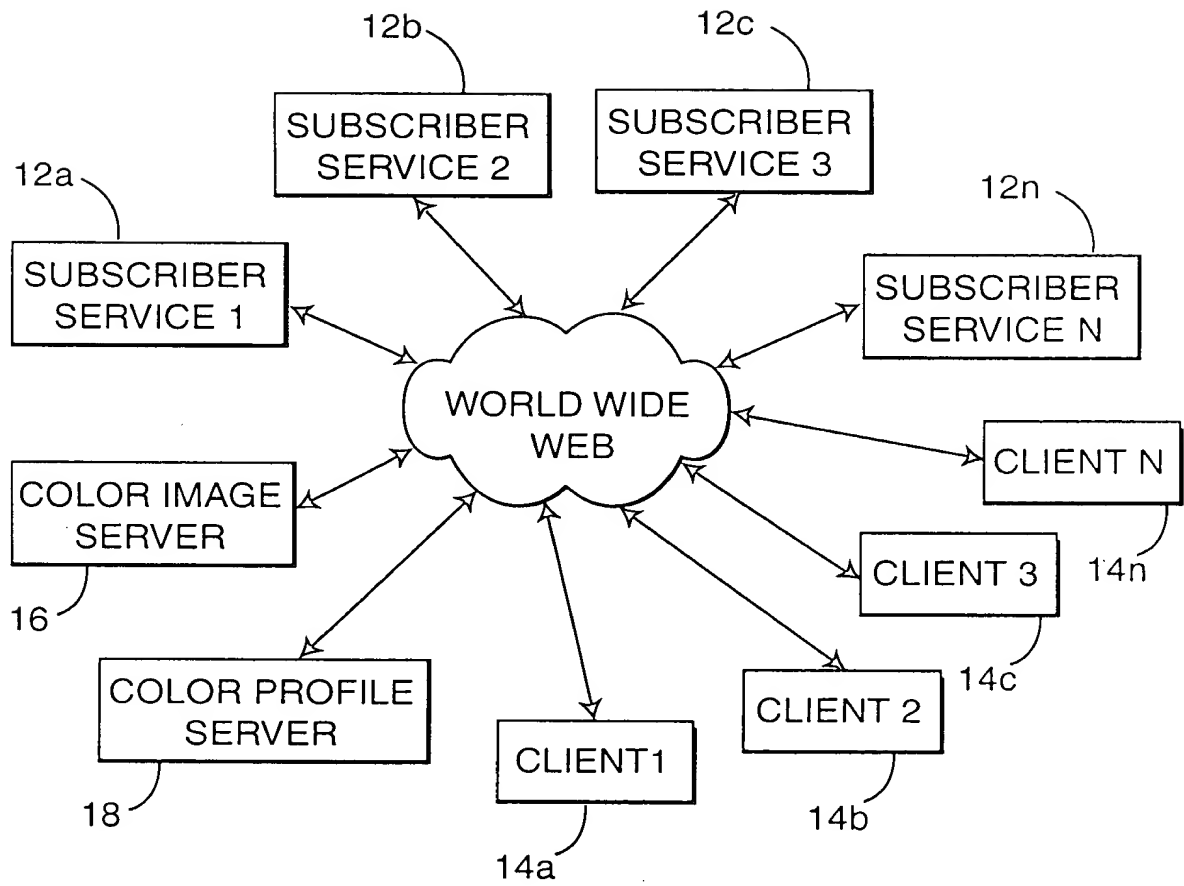 12b
12c
SUBSCRIBER
SERVICE 2
SUBSCRIBER
SERVICE 3
12a
12n
SUBSCRIBER
SERVICE 1
SUBSCRIBER
SERVICE N
WORLD WIDE
WEB
CLIENT N
COLOR IMAGE
SERVER
CLIENT 3
14n
16
COLOR PROFILE
SERVER
14c
CLIENT 2
CLIENT1
18
14b
14a